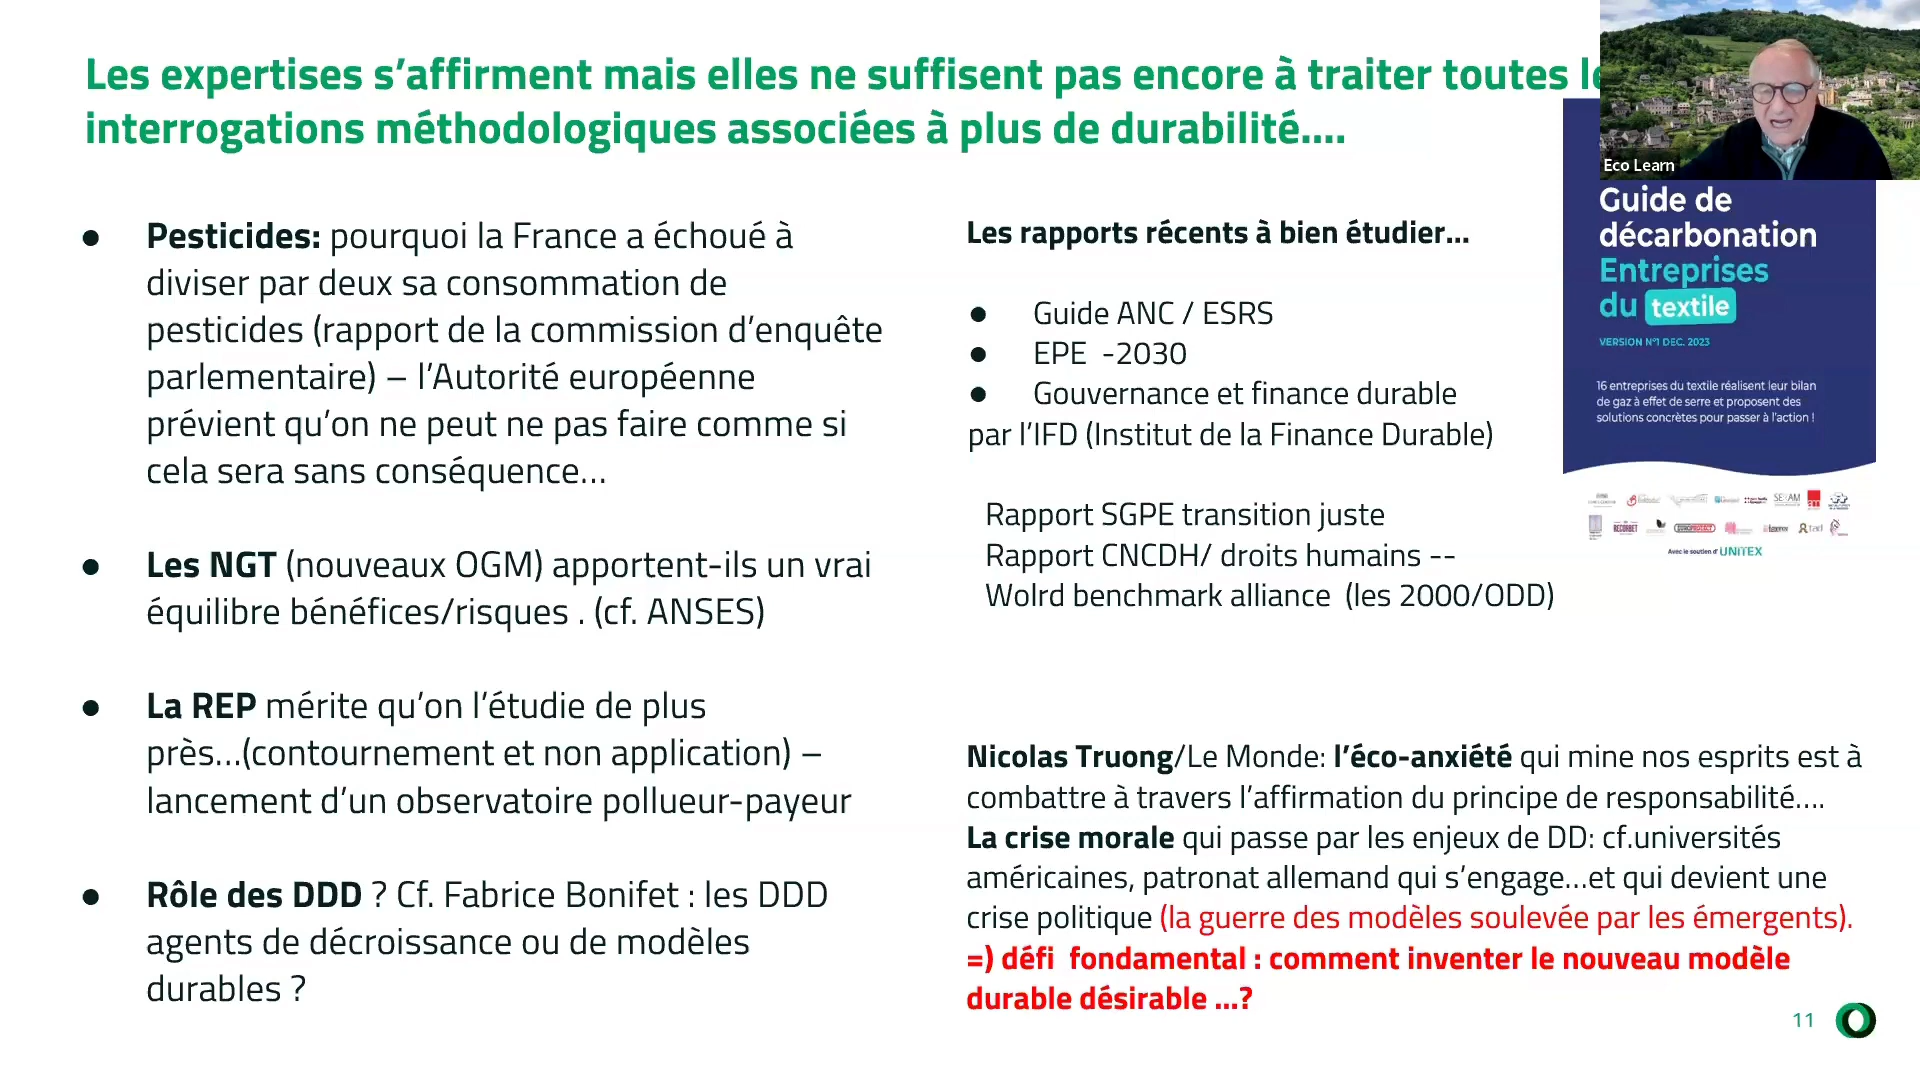 Les expertises s’affirment mais elles ne suffisent pas encore à traiter toutes
interrogations méthodologiques associées à plus de durabilité....
Eco Learn
● Pesticides: pourquoi la France a échoué à
diviser par deux sa consommation de
pesticides (rapport de la commission d’enquête
parlementaire) – l’Autorité européenne
prévient qu’on ne peut ne pas faire comme si
cela sera sans conséquence...
● Les NGT (nouveaux OGM) apportent-ils un vrai
équilibre bénéfices/risques . (cf. ANSES)
● La REP mérite qu’on l’étudie de plus
près...(contournement et non application) –
lancement d’un observatoire pollueur-payeur
● Rôle des DDD ? Cf. Fabrice Bonifet : les DDD
agents de décroissance ou de modèles
durables ?
Les rapports récents à bien étudier...
● Guide ANC / ESRS
● EPE -2030
● Gouvernance et finance durable
par l’IFD (Institut de la Finance Durable)
Rapport SGPE transition juste
Rapport CNCDH/ droits humains --
Wolrd benchmark alliance (les 2000/ODD)
Nicolas Truong/Le Monde: l’éco-anxiété qui mine nos esprits est à
combattre à travers l’affirmation du principe de responsabilité....
La crise morale qui passe par les enjeux de DD: cf.universités
américaines, patronat allemand qui s’engage...et qui devient une
crise politique (la guerre des modèles soulevée par les émergents).
=) défi fondamental : comment inventer le nouveau modèle
durable désirable ...?
Guide de
décarbonation
Entreprises
du textile
VERSION N°1 DEC. 2023
16 entreprises du textile réalisent leur bilan
de gaz à effet de serre et proposent des
solutions concrètes pour passer à l’action !
Avec le soutien d’ UNITEX
11